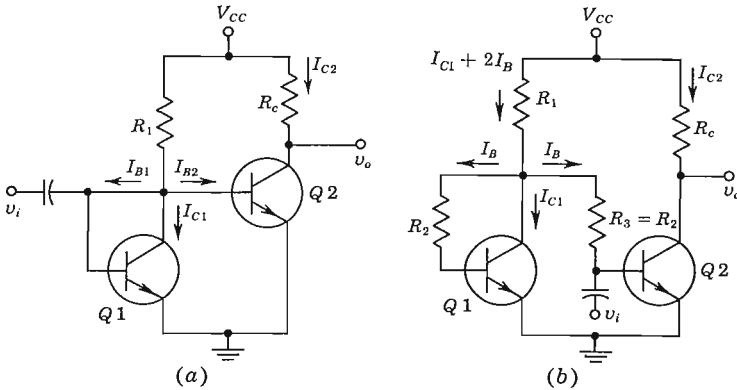 V_CC
I_C2
R_1
R_c
v_o
I_B1
I_B2
v_i
Q2
I_C1
Q1
(a)
V_CC
I_C1 + 2I_B
I_C2
R_1
R_c
I_B
I_B
I_C1
R_2
R_3 = R_2
Q1
Q2
v_i
(b)